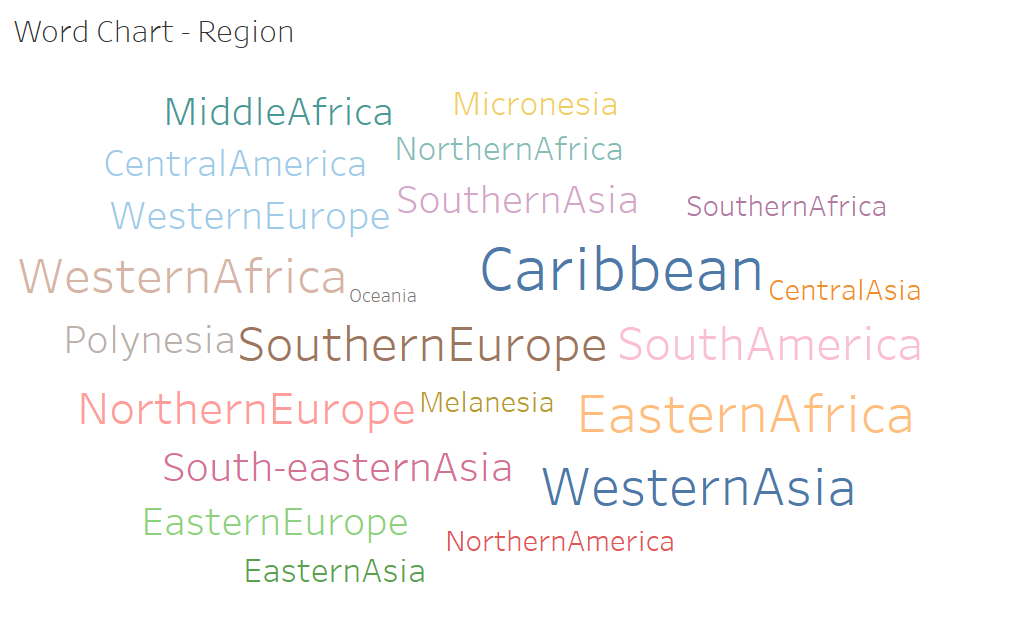 Word Chart - Region
MiddleAfrica
Micronesia
CentralAmerica
NorthernAfrica
WesternEurope
SouthernAsia
SouthernAfrica
WesternAfrica
Oceania
Caribbean
CentralAsia
Polynesia
SouthernEurope
SouthAmerica
NorthernEurope
Melanesia
EasternAfrica
South-easternAsia
WesternAsia
EasternEurope
NorthernAmerica
EasternAsia